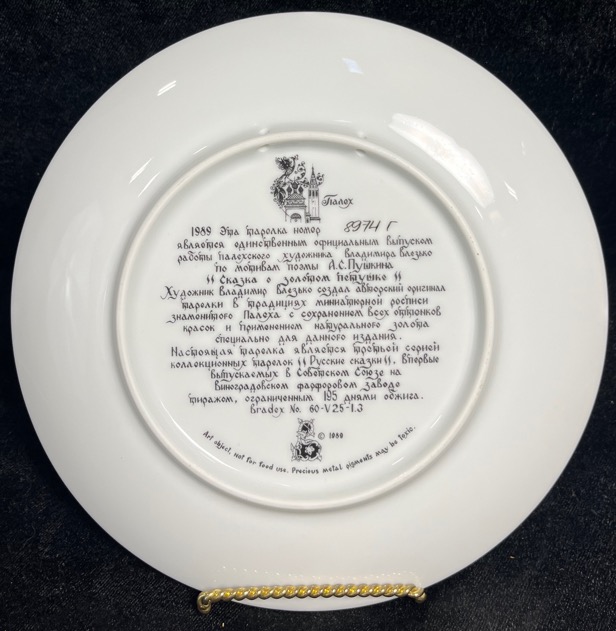 Палех
1989 Эта тарелка номер 8974 Г
является единственным официальным выпуском
работы палехского художника Владимира Влезько
по мотивам поэмы А.С.Пушкина
"Сказка о золотом петушке"
Художник Владимир Влезько создал авторский оригинал
тарелки в традициях миниатюрной росписи
знаменитого Палеха с сохранением всех оттенков
красок и применением натурального золота
специально для данного издания.
Настоящая тарелка является третьей серией
коллекционных тарелок "Русские сказки", впервые
выпускаемых в Советском Союзе на
Виноградовском фарфоровом заводе
тиражом, ограниченным 195 днями обжига.
Bradex No. 60-V25-1.3
© 1989
Art object, not for food use. Precious metal pigments may be toxic.